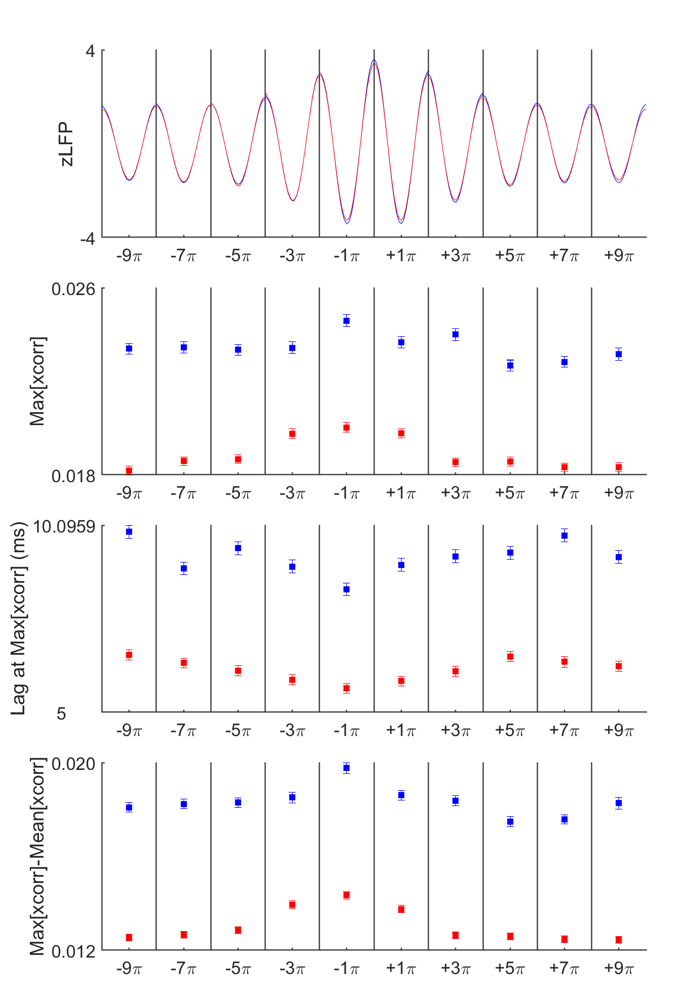 4
zLFP
-4
-9π -7π -5π -3π -1π +1π +3π +5π +7π +9π
0.026
Max[xcorr]
0.018
-9π -7π -5π -3π -1π +1π +3π +5π +7π +9π
10.0959
Lag at Max[xcorr] (ms)
5
-9π -7π -5π -3π -1π +1π +3π +5π +7π +9π
0.020
Max[xcorr]-Mean[xcorr]
0.012
-9π -7π -5π -3π -1π +1π +3π +5π +7π +9π